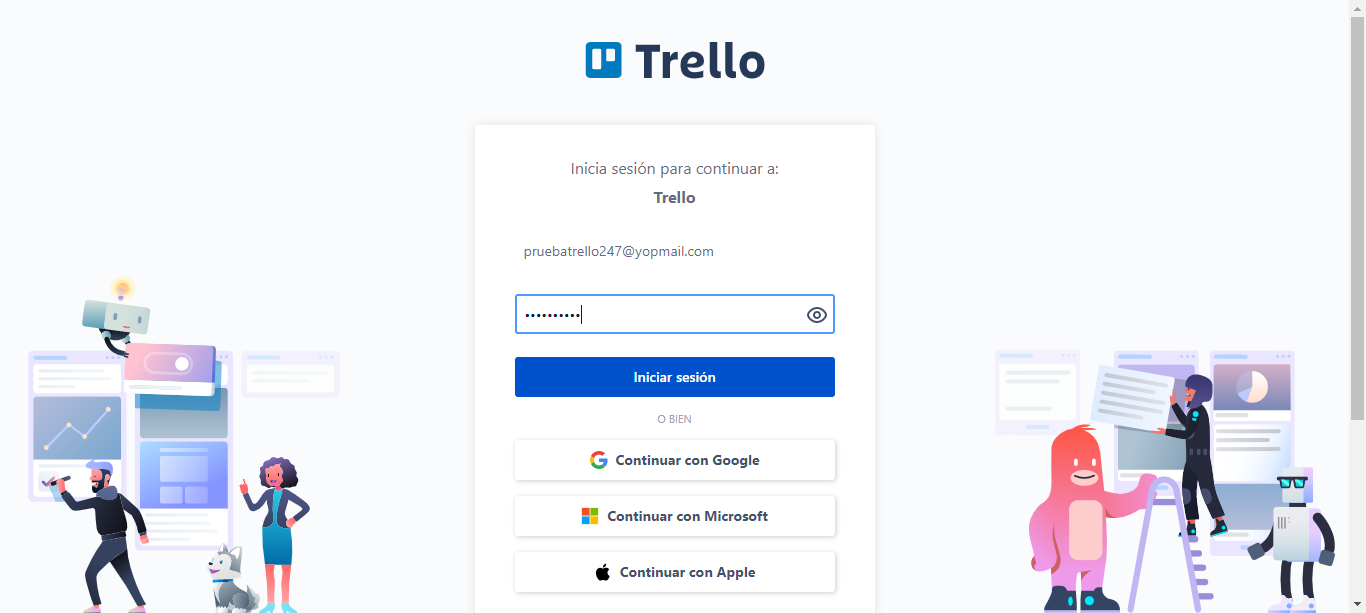 Trello
Inicia sesión para continuar a:
Trello
pruebatrello247@yopmail.com
••••••••••
Iniciar sesión
O BIEN
Continuar con Google
Continuar con Microsoft
Continuar con Apple